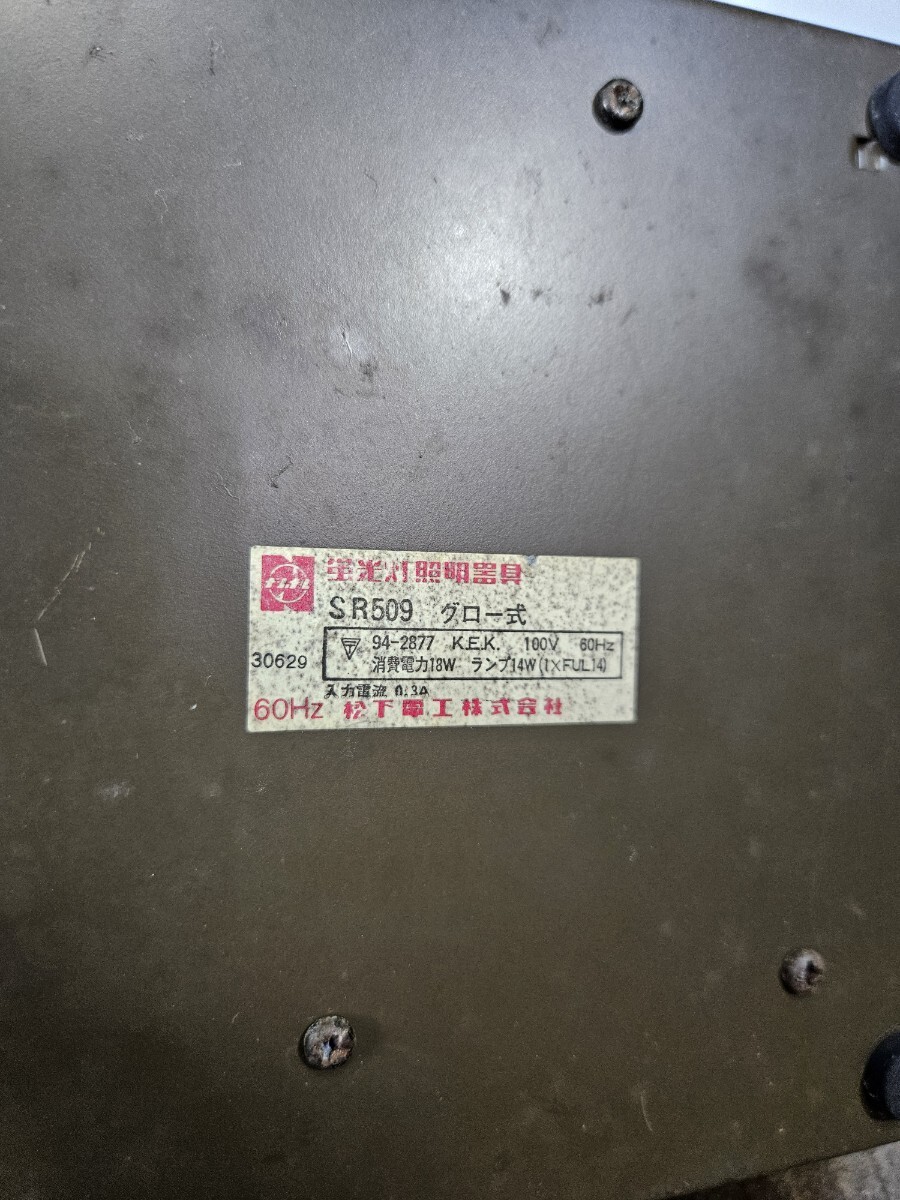 蛍光灯照明器具
SR509 グロー式
94-2877 K.E.K. 100V 60Hz
30629 消費電力18W ランプ14W(1×FUL14)
入力電流 0.3A
60Hz 松下電工株式会社